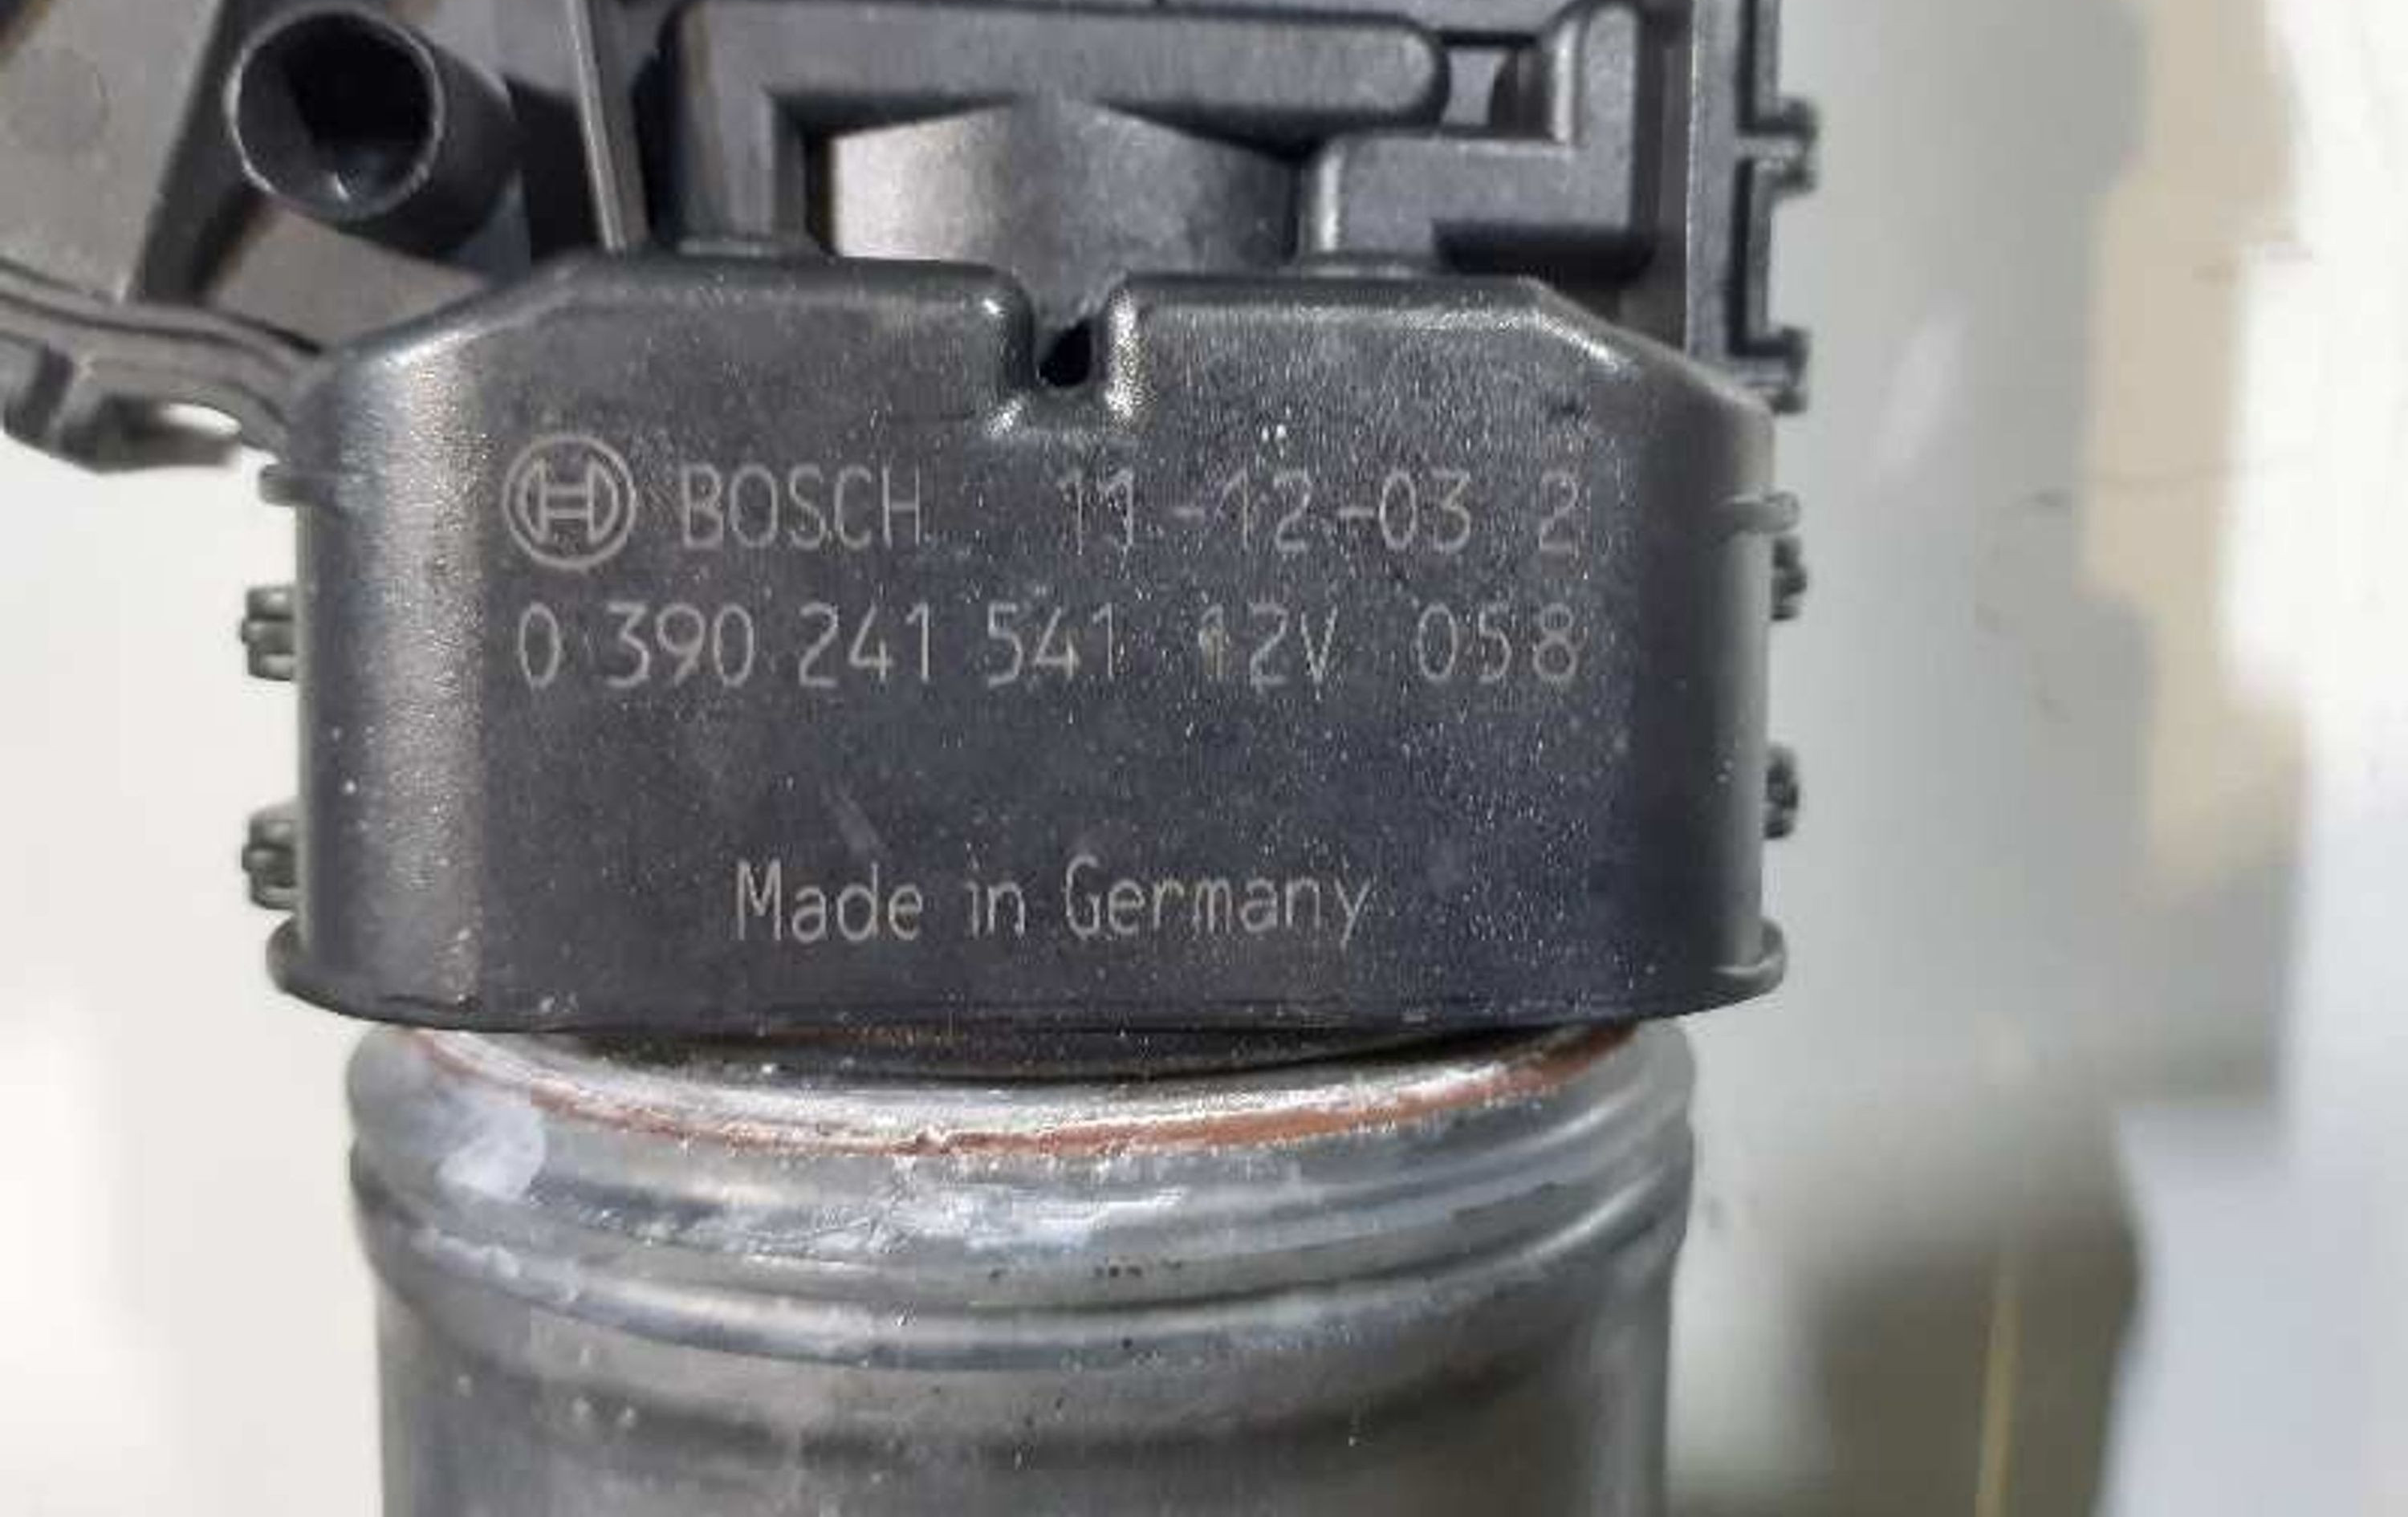 BOSCH 11-12-03 2
0 390 241 541 12V 058
Made in Germany